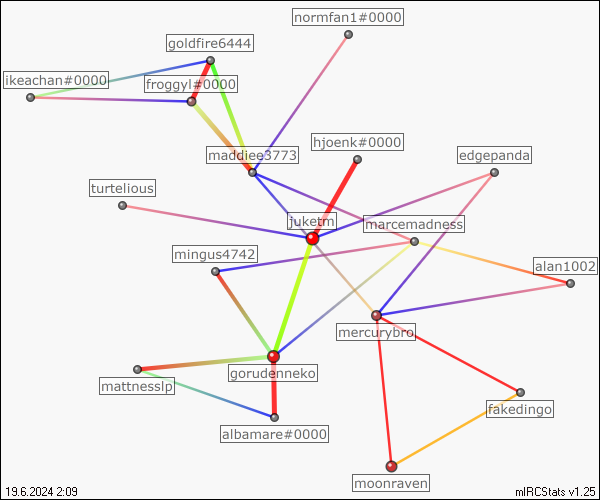 normfan1#0000
goldfire6444
ikeachan#0000
froggyl#0000
hjoenk#0000
maddiee3773
edgepanda
turtelious
juketm
marcemadness
mingus4742
alan1002
mercurybro
gorudenneko
mattnesslp
fakedingo
albamare#0000
moonraven
19.6.2024 2:09
mIRCStats v1.25